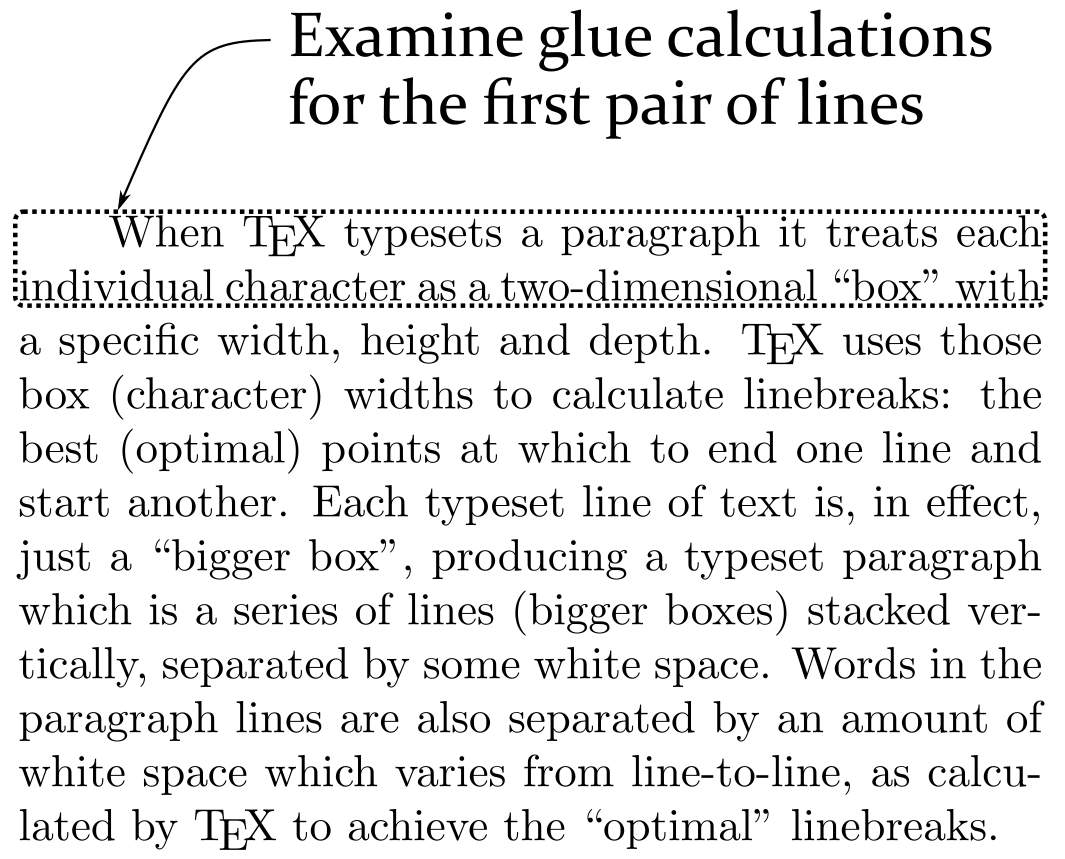 Examine glue calculations
for the first pair of lines
When TEX typesets a paragraph it treats each
individual character as a two-dimensional “box” with
a specific width, height and depth. TEX uses those
box (character) widths to calculate linebreaks: the
best (optimal) points at which to end one line and
start another. Each typeset line of text is, in effect,
just a “bigger box”, producing a typeset paragraph
which is a series of lines (bigger boxes) stacked ver-
tically, separated by some white space. Words in the
paragraph lines are also separated by an amount of
white space which varies from line-to-line, as calcu-
lated by TEX to achieve the “optimal” linebreaks.